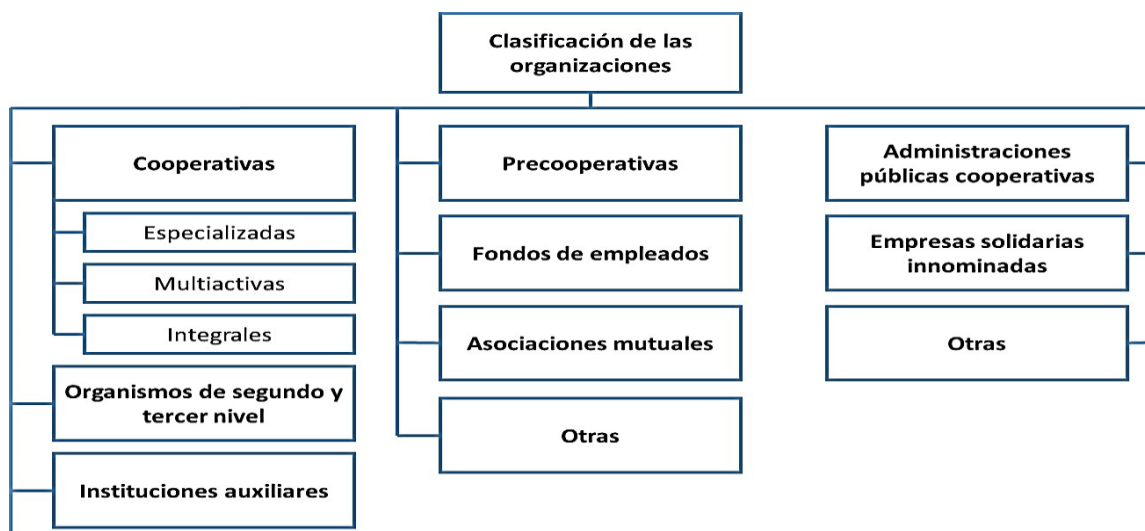 Clasificación de las
organizaciones
Cooperativas
Especializadas
Multiactivas
Integrales
Organismos de segundo y
tercer nivel
Instituciones auxiliares
Precooperativas
Fondos de empleados
Asociaciones mutuales
Otras
Administraciones
públicas cooperativas
Empresas solidarias
innominadas
Otras